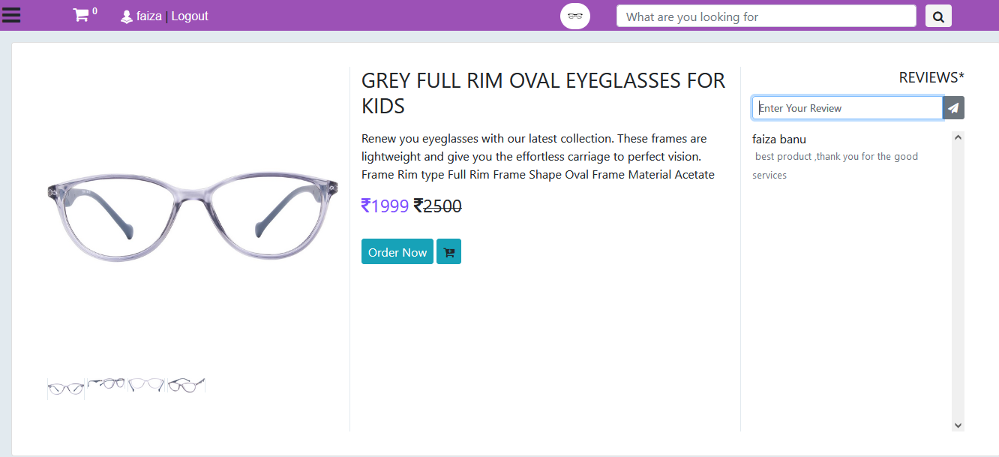 0
faiza | Logout
What are you looking for
GREY FULL RIM OVAL EYEGLASSES FOR
KIDS
Renew you eyeglasses with our latest collection. These frames are
lightweight and give you the effortless carriage to perfect vision.
Frame Rim type Full Rim Frame Shape Oval Frame Material Acetate
₹1999 ₹2500
Order Now
REVIEWS*
Enter Your Review
faiza banu
best product ,thank you for the good
services